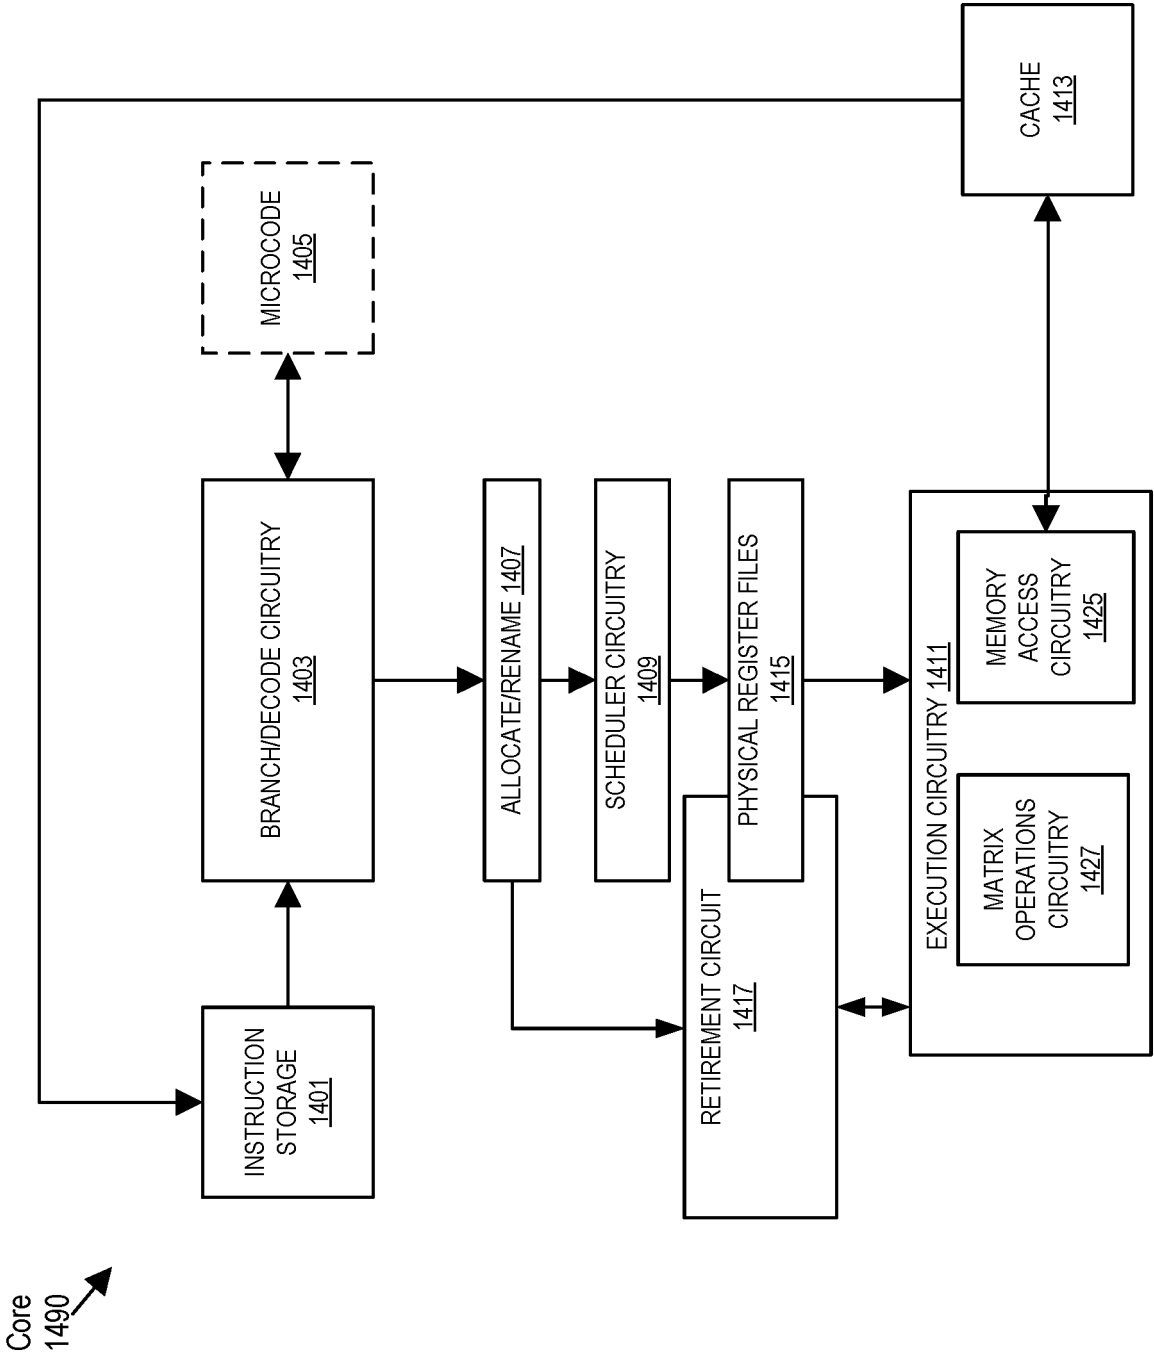 Core
1490
INSTRUCTION
STORAGE
1401
BRANCH/DECODE CIRCUITRY
1403
MICROCODE
1405
ALLOCATE/RENAME 1407
SCHEDULER CIRCUITRY
1409
PHYSICAL REGISTER FILES
1415
RETIREMENT CIRCUIT
1417
EXECUTION CIRCUITRY 1411
MATRIX
OPERATIONS
CIRCUITRY
1427
MEMORY
ACCESS
CIRCUITRY
1425
CACHE
1413